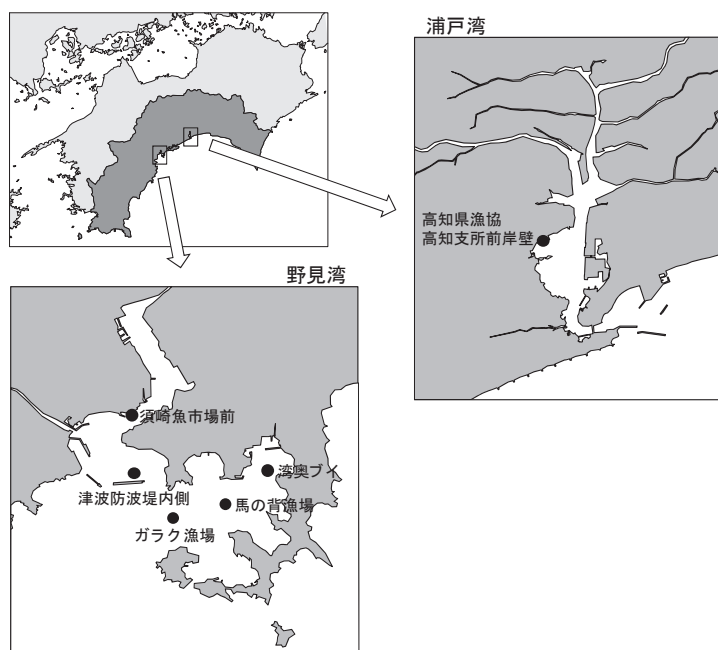 浦戸湾
高知県漁協
高知支所前岸壁
野見湾
須崎魚市場前
湾奥ブイ
津波防波堤内側
馬の背漁場
ガラク漁場